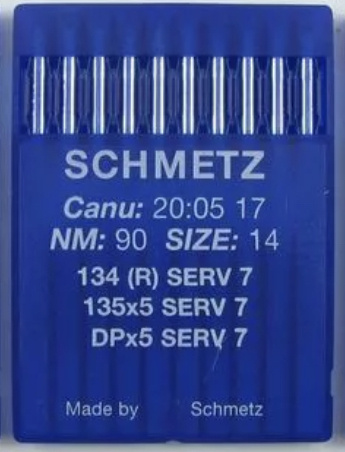 SCHMETZ
Canu: 20:05 17
NM: 90 SIZE: 14
134 (R) SERV 7
135x5 SERV 7
DPx5 SERV 7
Made by Schmetz